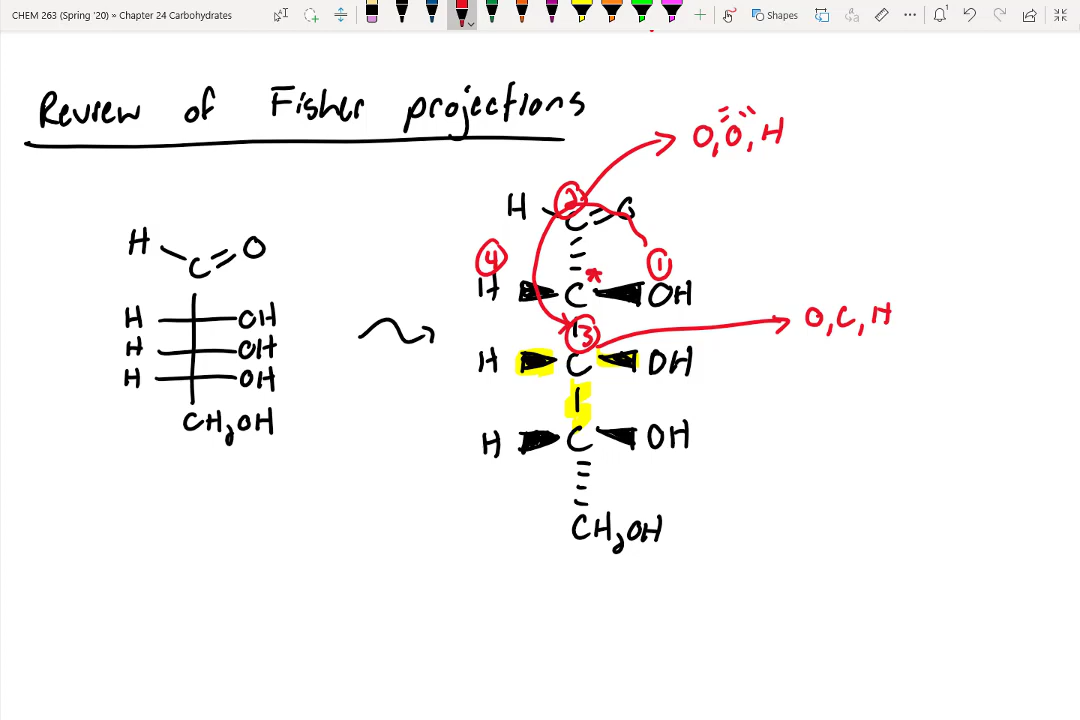 CHEM 263 (Spring '20) » Chapter 24 Carbohydrates
Shapes
1
Review of Fisher projections
O, O, H
H C = O
H C = O
2
4
*
1
H C OH
3
O, C, H
H OH
H OH
H OH
CH₂OH
H C OH
H C OH
CH₂OH